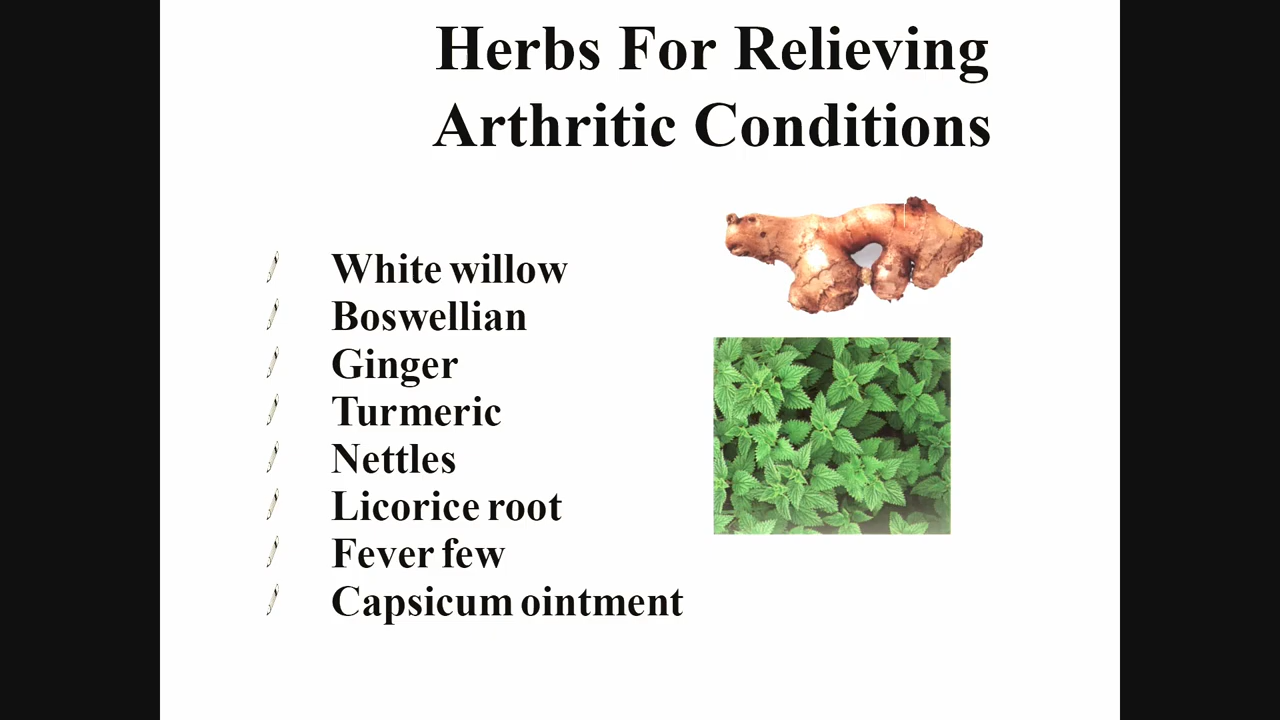 Herbs For Relieving
Arthritic Conditions
White willow
Boswellian
Ginger
Turmeric
Nettles
Licorice root
Fever few
Capsicum ointment